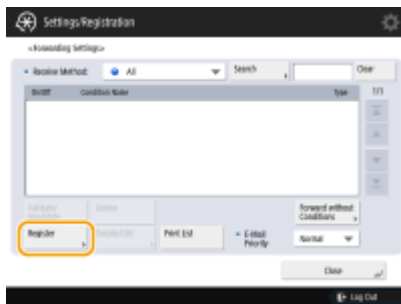 Settings/Registration
<Forwarding Settings>
Receive Method: All Search Clear
On/Off Condition Name Type 1/1
Validate/
Invalidate Delete Forward without
Conditions
Register Details/Edit Print List E-Mail
Priority Normal
Close
Log Out